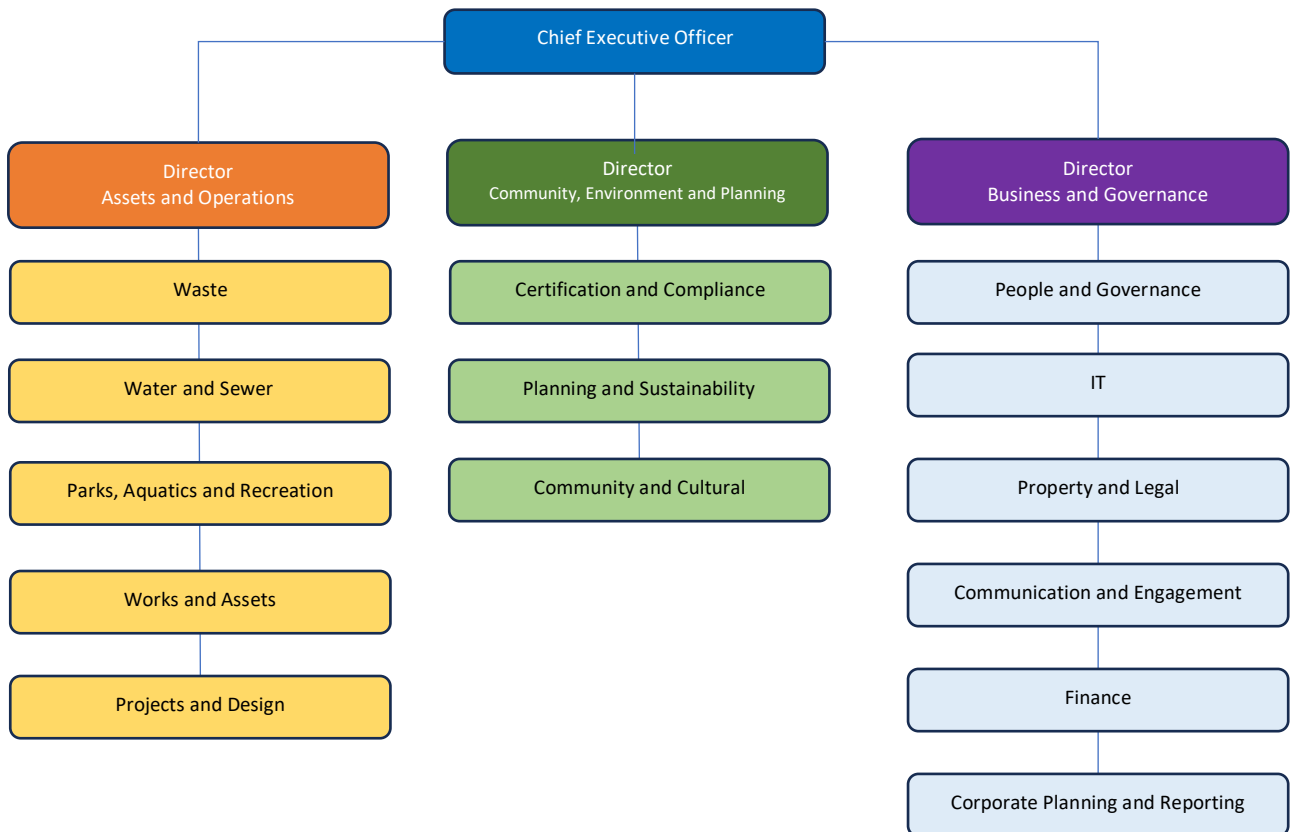 Chief Executive Officer
Director
Assets and Operations
Waste
Water and Sewer
Parks, Aquatics and Recreation
Works and Assets
Projects and Design
Director
Community, Environment and Planning
Certification and Compliance
Planning and Sustainability
Community and Cultural
Director
Business and Governance
People and Governance
IT
Property and Legal
Communication and Engagement
Finance
Corporate Planning and Reporting